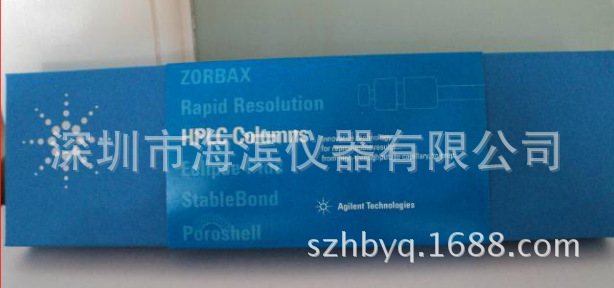 ZORBAX
Rapid Resolution
HPLC Columns
深圳市海滨仪器有限公司
Eclipse
StableBond
Agilent Technologies
Poroshell
szhbyq.1688.com